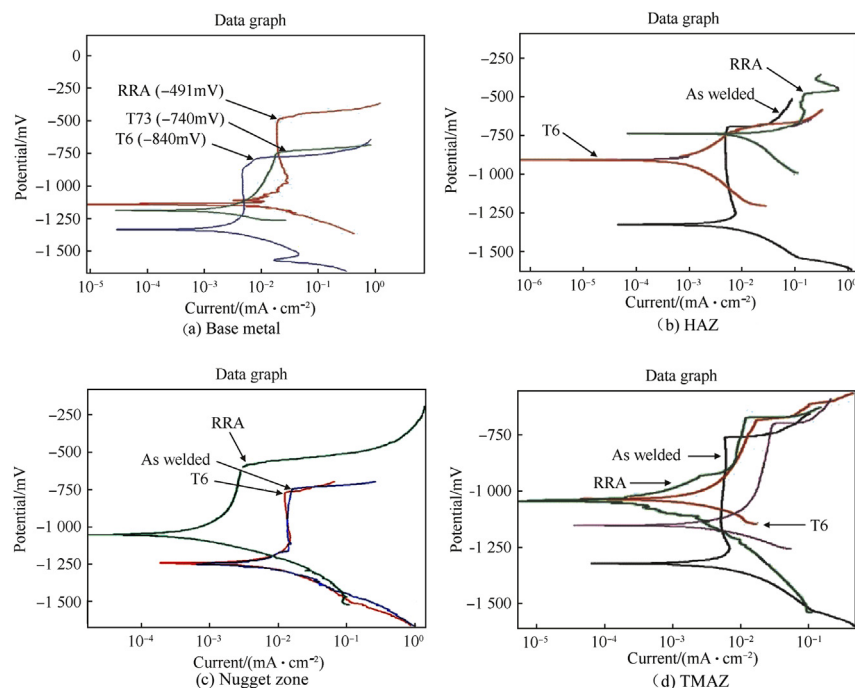 Data graph
0
RRA (−491mV)
−250
−500
T73 (−740mV)
T6 (−840mV)
−750
−1 000
−1 250
−1 500
Potential/mV
10⁻⁵ 10⁻⁴ 10⁻³ 10⁻² 10⁻¹ 10⁰
Current/(mA · cm⁻²)
(a) Base metal
Data graph
−250
RRA
−500
As welded
T6
−750
−1 000
−1 250
−1 500
Potential/mV
10⁻⁶ 10⁻⁵ 10⁻⁴ 10⁻³ 10⁻² 10⁻¹ 10⁰
Current/(mA · cm⁻²)
(b) HAZ
Data graph
−250
RRA
−500
As welded
T6
−750
−1 000
−1 250
−1 500
Potential/mV
10⁻⁴ 10⁻³ 10⁻² 10⁻¹ 10⁰
Current/(mA · cm⁻²)
(c) Nugget zone
Data graph
−750
As welded
RRA
−1 000
T6
−1 250
−1 500
Potential/mV
10⁻⁵ 10⁻⁴ 10⁻³ 10⁻² 10⁻¹
Current/(mA · cm⁻²)
(d) TMAZ